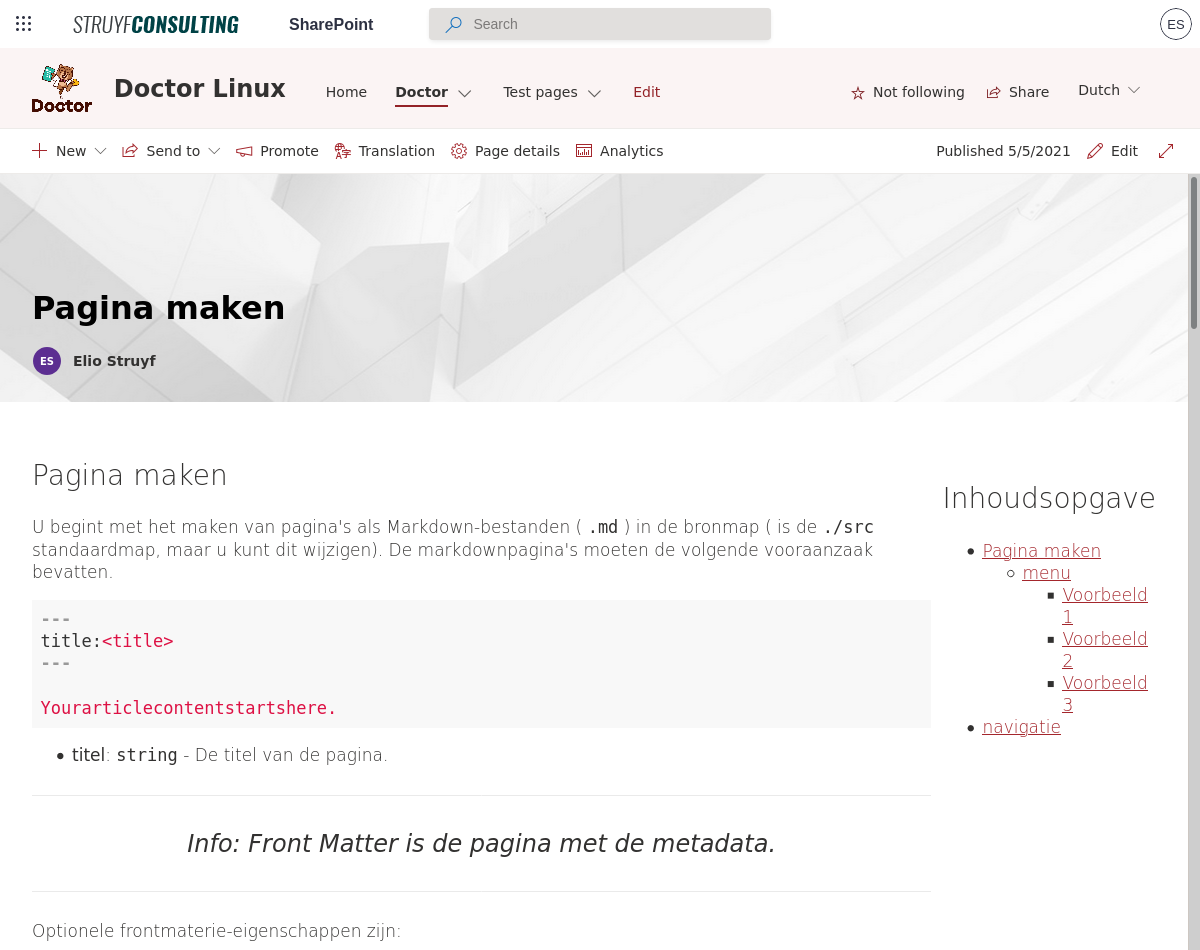 STRUYFCONSULTING SharePoint Search ES
Doctor Doctor Linux Home Doctor Test pages Edit Not following Share Dutch
New Send to Promote Translation Page details Analytics Published 5/5/2021 Edit
Pagina maken
ES Elio Struyf
Pagina maken
U begint met het maken van pagina's als Markdown-bestanden ( .md ) in de bronmap ( is de ./src
standaardmap, maar u kunt dit wijzigen). De markdownpagina's moeten de volgende vooraanzaak
bevatten.
---
title:<title>
---
Yourarticlecontentstartshere.
• titel: string - De titel van de pagina.
Info: Front Matter is de pagina met de metadata.
Optionele frontmaterie-eigenschappen zijn:
Inhoudsopgave
• Pagina maken
○ menu
▪ Voorbeeld
1
▪ Voorbeeld
2
▪ Voorbeeld
3
• navigatie